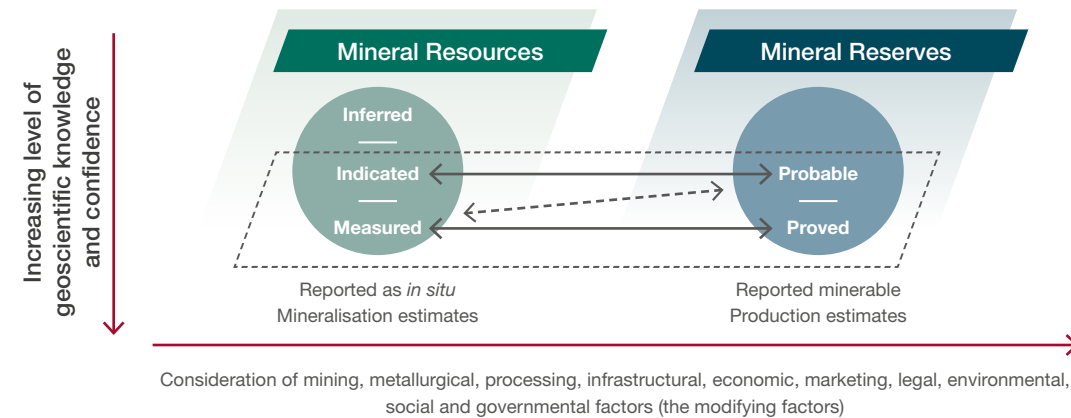 Increasing level of
geoscientific knowledge
and confidence
Mineral Resources
Inferred
Indicated
Measured
Reported as in situ
Mineralisation estimates
Mineral Reserves
Probable
Proved
Reported minerable
Production estimates
Consideration of mining, metallurgical, processing, infrastructural, economic, marketing, legal, environmental,
social and governmental factors (the modifying factors)